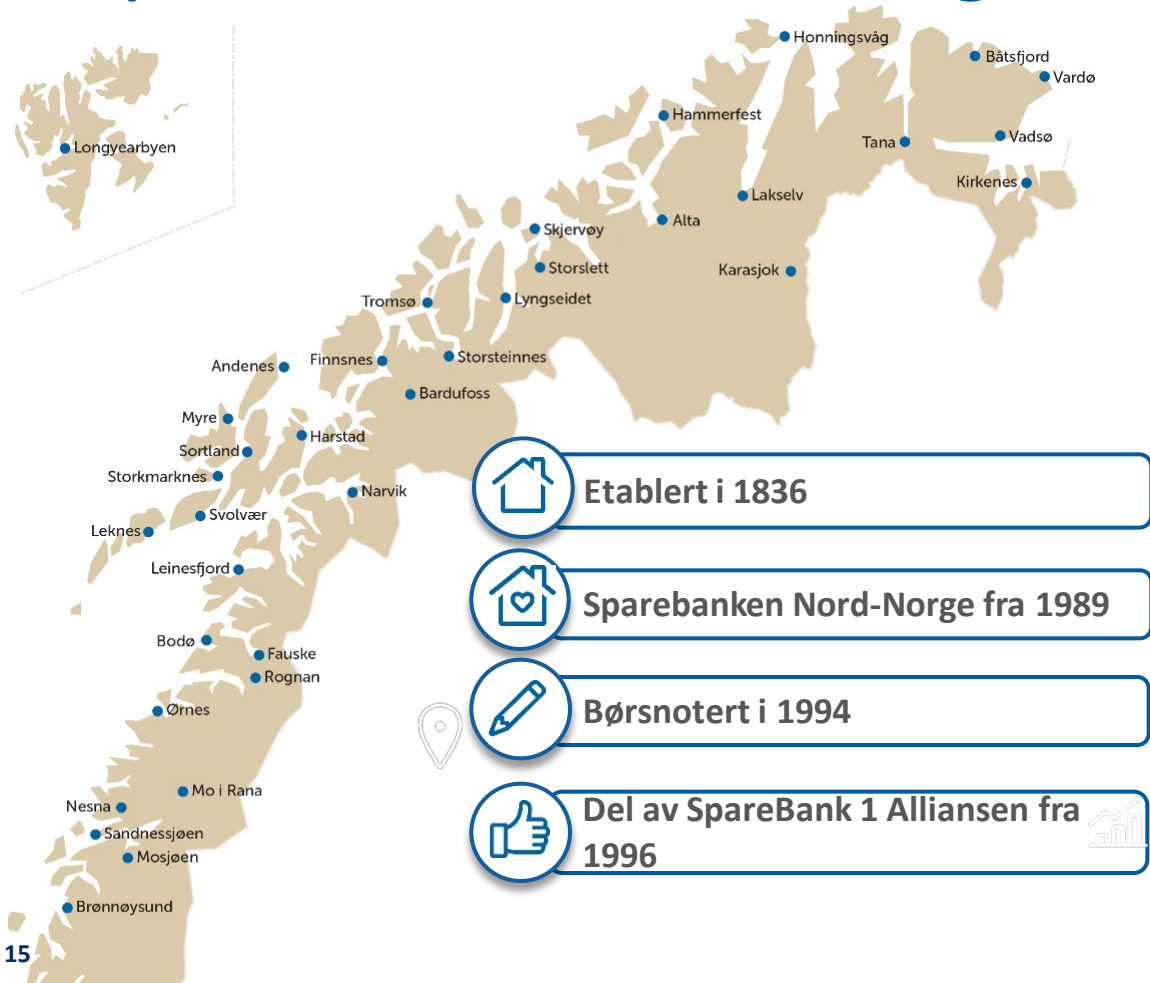 Honningsvåg
Båtsfjord
Vardø
Hammerfest
Tana
Vadsø
Longyearbyen
Kirkenes
Lakselv
Alta
Skjervøy
Storslett
Karasjok
Tromsø
Lyngseidet
Andenes
Finnsnes
Storsteinnes
Bardufoss
Myre
Harstad
Sortland
Storkmarknes
Narvik
Svolvær
Leknes
Leinesfjord
Bodø
Fauske
Rognan
Ørnes
Mo i Rana
Nesna
Sandnessjøen
Mosjøen
Brønnøysund
Etablert i 1836
Sparebanken Nord-Norge fra 1989
Børsnotert i 1994
Del av SpareBank 1 Alliansen fra
1996
15